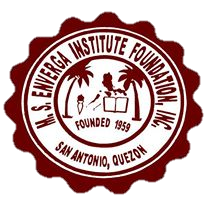 M. S. ENVERGA INSTITUTE FOUNDATION, INC.
FOUNDED 1959
SAN ANTONIO, QUEZON